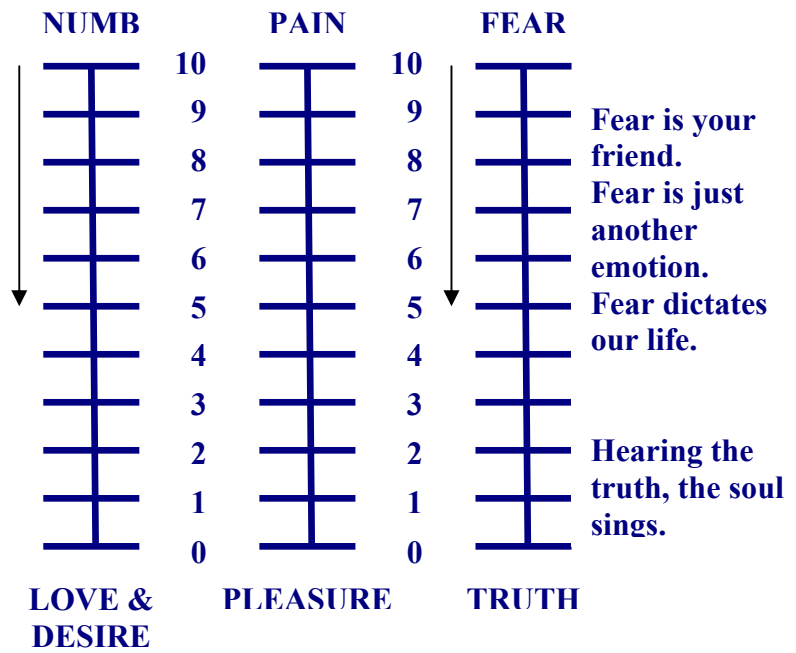 NUMB PAIN FEAR
10 10
9 9
8 8
7 7
6 6
5 5
4 4
3 3
2 2
1 1
0 0
Fear is your
friend.
Fear is just
another
emotion.
Fear dictates
our life.
Hearing the
truth, the soul
sings.
LOVE &
DESIRE
PLEASURE
TRUTH